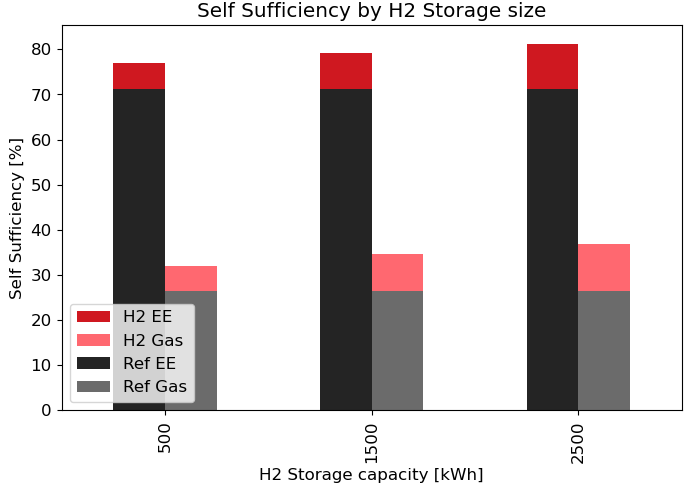 Self Sufficiency by H2 Storage size
Self Sufficiency [%]
80
70
60
50
40
30
20
10
0
H2 EE
H2 Gas
Ref EE
Ref Gas
500
1500
2500
H2 Storage capacity [kWh]